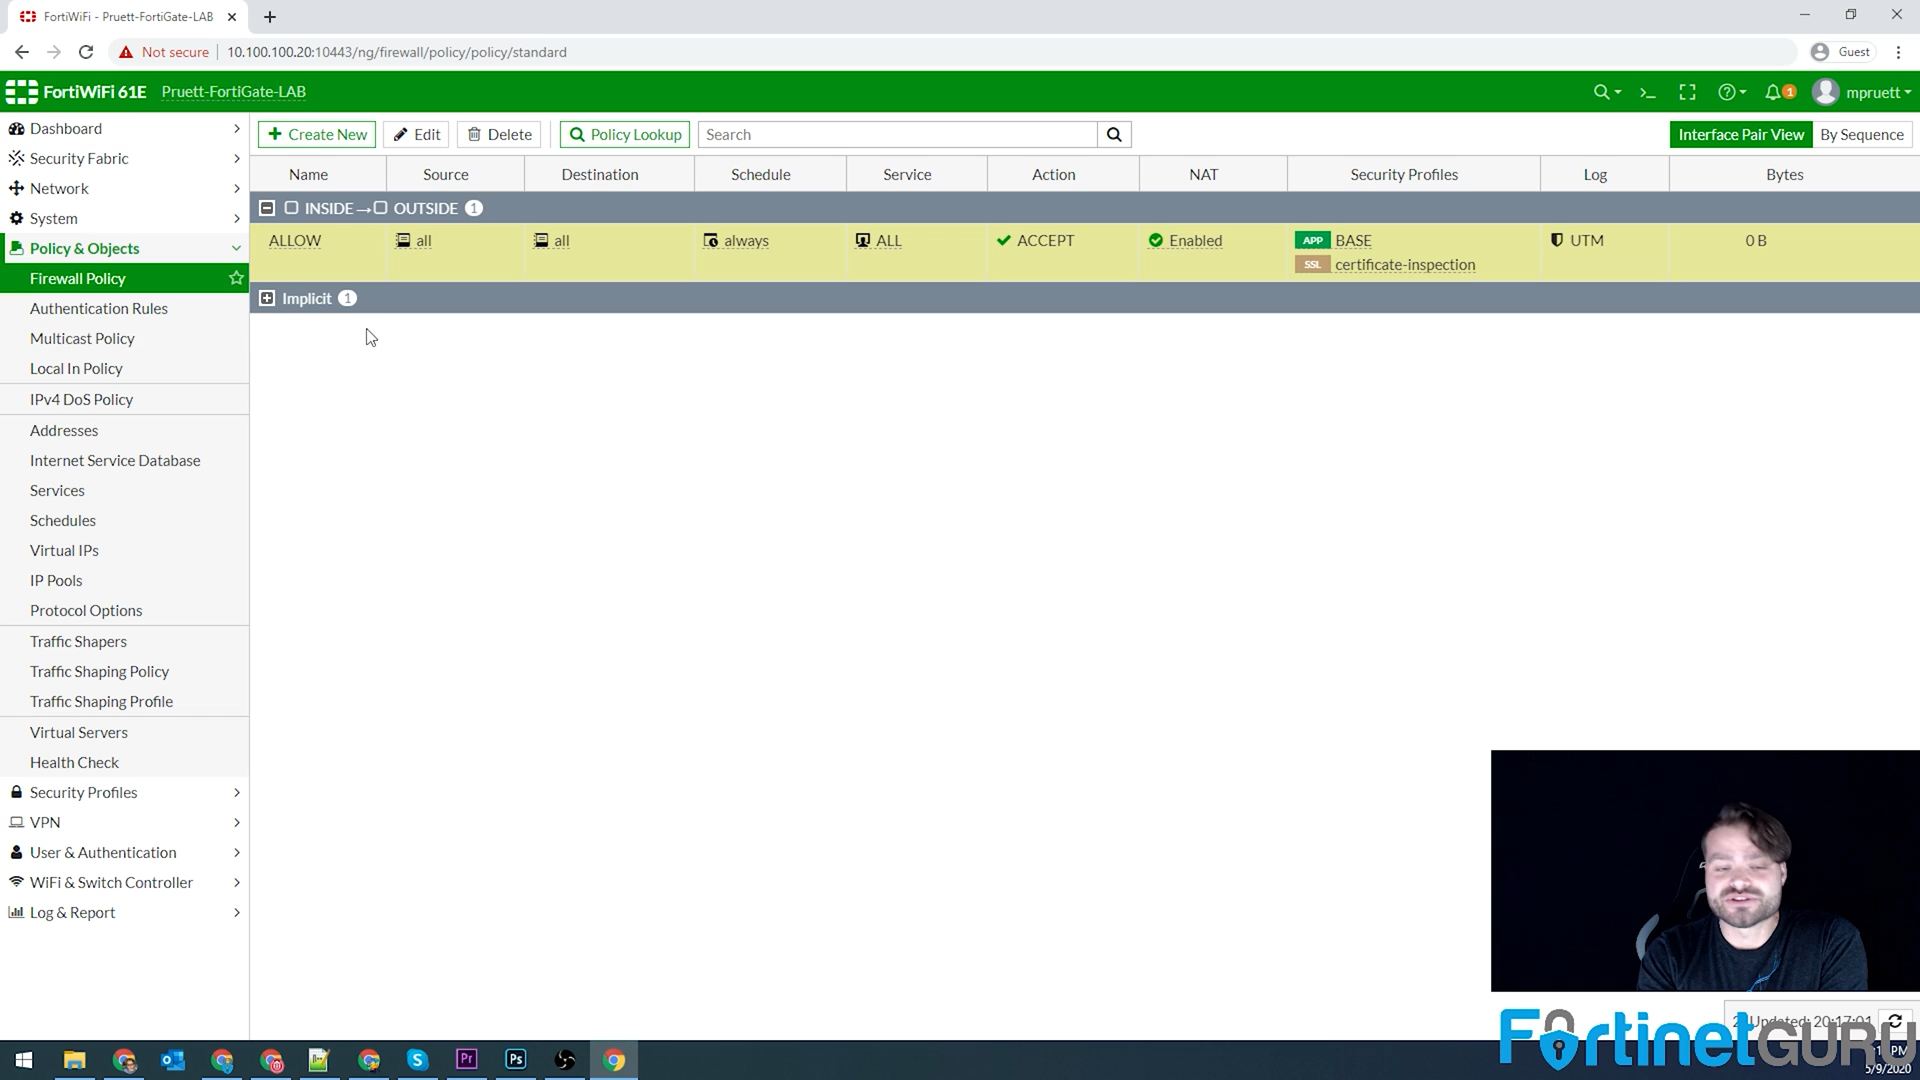 FortiWiFi - Pruett-FortiGate-LAB
Not secure 10.100.100.20:10443/ng/firewall/policy/policy/standard Guest
FortiWiFi 61E Pruett-FortiGate-LAB 1 mpruett
Dashboard
Security Fabric
Network
System
Policy & Objects
Firewall Policy
Authentication Rules
Multicast Policy
Local In Policy
IPv4 DoS Policy
Addresses
Internet Service Database
Services
Schedules
Virtual IPs
IP Pools
Protocol Options
Traffic Shapers
Traffic Shaping Policy
Traffic Shaping Profile
Virtual Servers
Health Check
Security Profiles
VPN
User & Authentication
WiFi & Switch Controller
Log & Report
Create New Edit Delete Policy Lookup Search Interface Pair View By Sequence
Name Source Destination Schedule Service Action NAT Security Profiles Log Bytes
INSIDE → OUTSIDE 1
ALLOW all all always ALL ACCEPT Enabled APP BASE UTM 0 B
SSL certificate-inspection
Implicit 1
Updated: 20:17:01
FortinetGURU
PM
5/9/2020